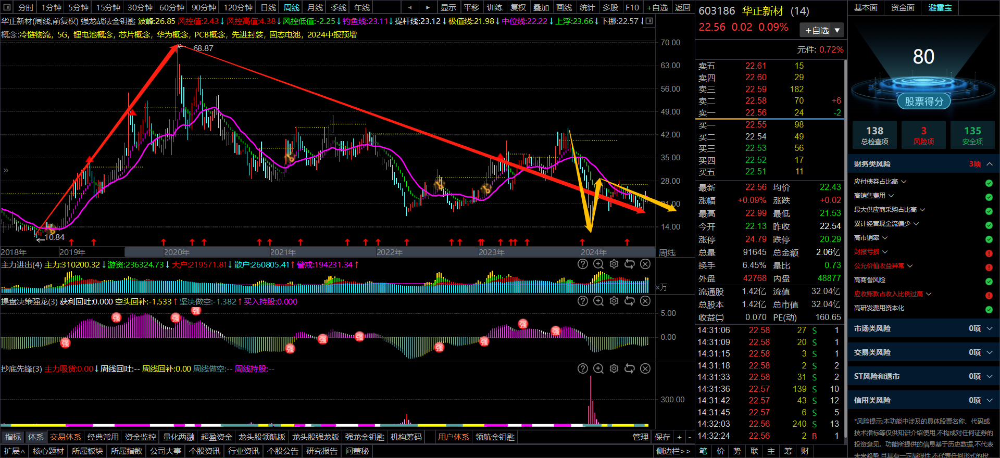 分时 1分钟 5分钟 15分钟 30分钟 60分钟 90分钟 120分钟 日线 周线 月线 季线 年线 ◂ ▸ 显示 平移 训练 复权 叠加 画线 统计 多股 F10 +自选 返回
华正新材(周线,前复权) 强龙战法金钥匙 波峰:26.85 风控值:2.43↓ 风控高值:4.38↓ 风控低值:-2.25↓ 钓鱼线:23.11↓ 提杆线:23.12↓ 极值线:21.98↓ 中位线:22.22↓ 上浮:23.66↓ 下挪:22.57↓
概念:冷链物流，5G，锂电池概念，芯片概念，华为概念，PCB概念，先进封装，固态电池，2024中报预增
70.00
68.87
63.00
56.00
49.00
42.00
35.00
»
28.00
21.00
14.00
10.84
2018年 2019年 2020年 2021年 2022年 2023年 2024年 周线
主力进出(4) 主力:310200.32↓ 游资:236324.73↓ 大户:219571.81↓ 散户:260805.41↑ 警戒:194231.34↑
×万
操盘决策强龙(3) 获利回吐:0.000 空头回补:-1.533↑ 坚决做空:-1.382↑ 买入持股:0.000
5.00
强 强 强 强 强 强 强 强 强 强 强
0.00
抄底先锋(3) 主力吸货:0.00↓ 周线回吐:-- 周线回补:0.00 周线做空:-- 周线持股:--
300.00
指标 体系 交易体系 经典常用 资金监控 量化两融 超盈资金 龙头股领航版 龙头股强龙版 强龙金钥匙 机构筹码 用户体系 领航金钥匙 管理 保存 + -
扩展∧ 核心题材 所属板块 所属指数 公司大事 个股资讯 行业资讯 个股公告 研究报告 问董秘 侧边栏>>
603186 华正新材 (14)
22.56 0.02 0.09%
+自选 ▼
元件: 0.72%
卖五 22.61 15
卖四 22.60 29
卖三 22.59 182
卖二 22.58 70 +6
卖一 22.56 24 -2
买一 22.55 98
买二 22.54 49
买三 22.53 56
买四 22.52 17
买五 22.51 11
最新 22.56 均价 22.43
涨幅 +0.09% 涨跌 +0.02
最高 22.99 最低 21.53
今开 22.13 昨收 22.54
涨停 24.79 跌停 20.29
总量 91645 总金额 2.06亿
换手 6.45% 量比 0.73
外盘 42768 内盘 48877
流通股 1.42亿 流值 32.04亿
总股本 1.42亿 总市值 32.04亿
收益㈡ 0.070 PE(动) 160.65
14:31:06 22.58 27 S 1
14:31:09 22.58 20 S 1
14:31:15 22.58 3 S 1
14:31:18 22.58 2 S 2
14:31:33 22.58 31 S 2
14:31:36 22.57 139 S 10
14:31:42 22.57 43 S 12
14:31:45 22.57 6 S 5
14:32:03 22.56 240 S 13
14:32:24 22.56 2 B 1
笔 价 势 联 主 筹 财
基本面 资金面 避雷宝
80
股票得分
138 3 135
总检查项 风险项 安全项
财务类风险 3项
应付债券占比高
高销售费用
最大供应商采购占比高
累计经营现金流偏少
高市销率
财报亏损
公允价值收益异常
高商誉风险
应收账款占收入比例过高
高研发费用资本化
市场类风险 0项
交易类风险 0项
ST风险和退市 0项
信用类风险 0项
*风险提示:本功能中涉及的具体股票名称、代码或
技术指标等仅供知识介绍使用,不构成对任何证券的
投资意见。功能所提供的信息基于历史数据,不代表
未来趋势,且具有一定局限性,不代表任何形式的投